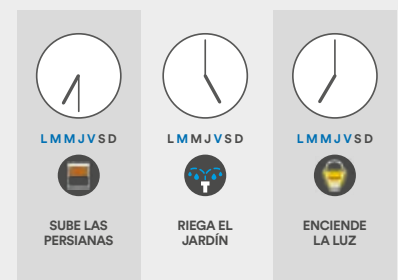 LMMJVSD
SUBE LAS
PERSIANAS
LMMJVSD
RIEGA EL
JARDÍN
LMMJVSD
ENCIENDE
LA LUZ